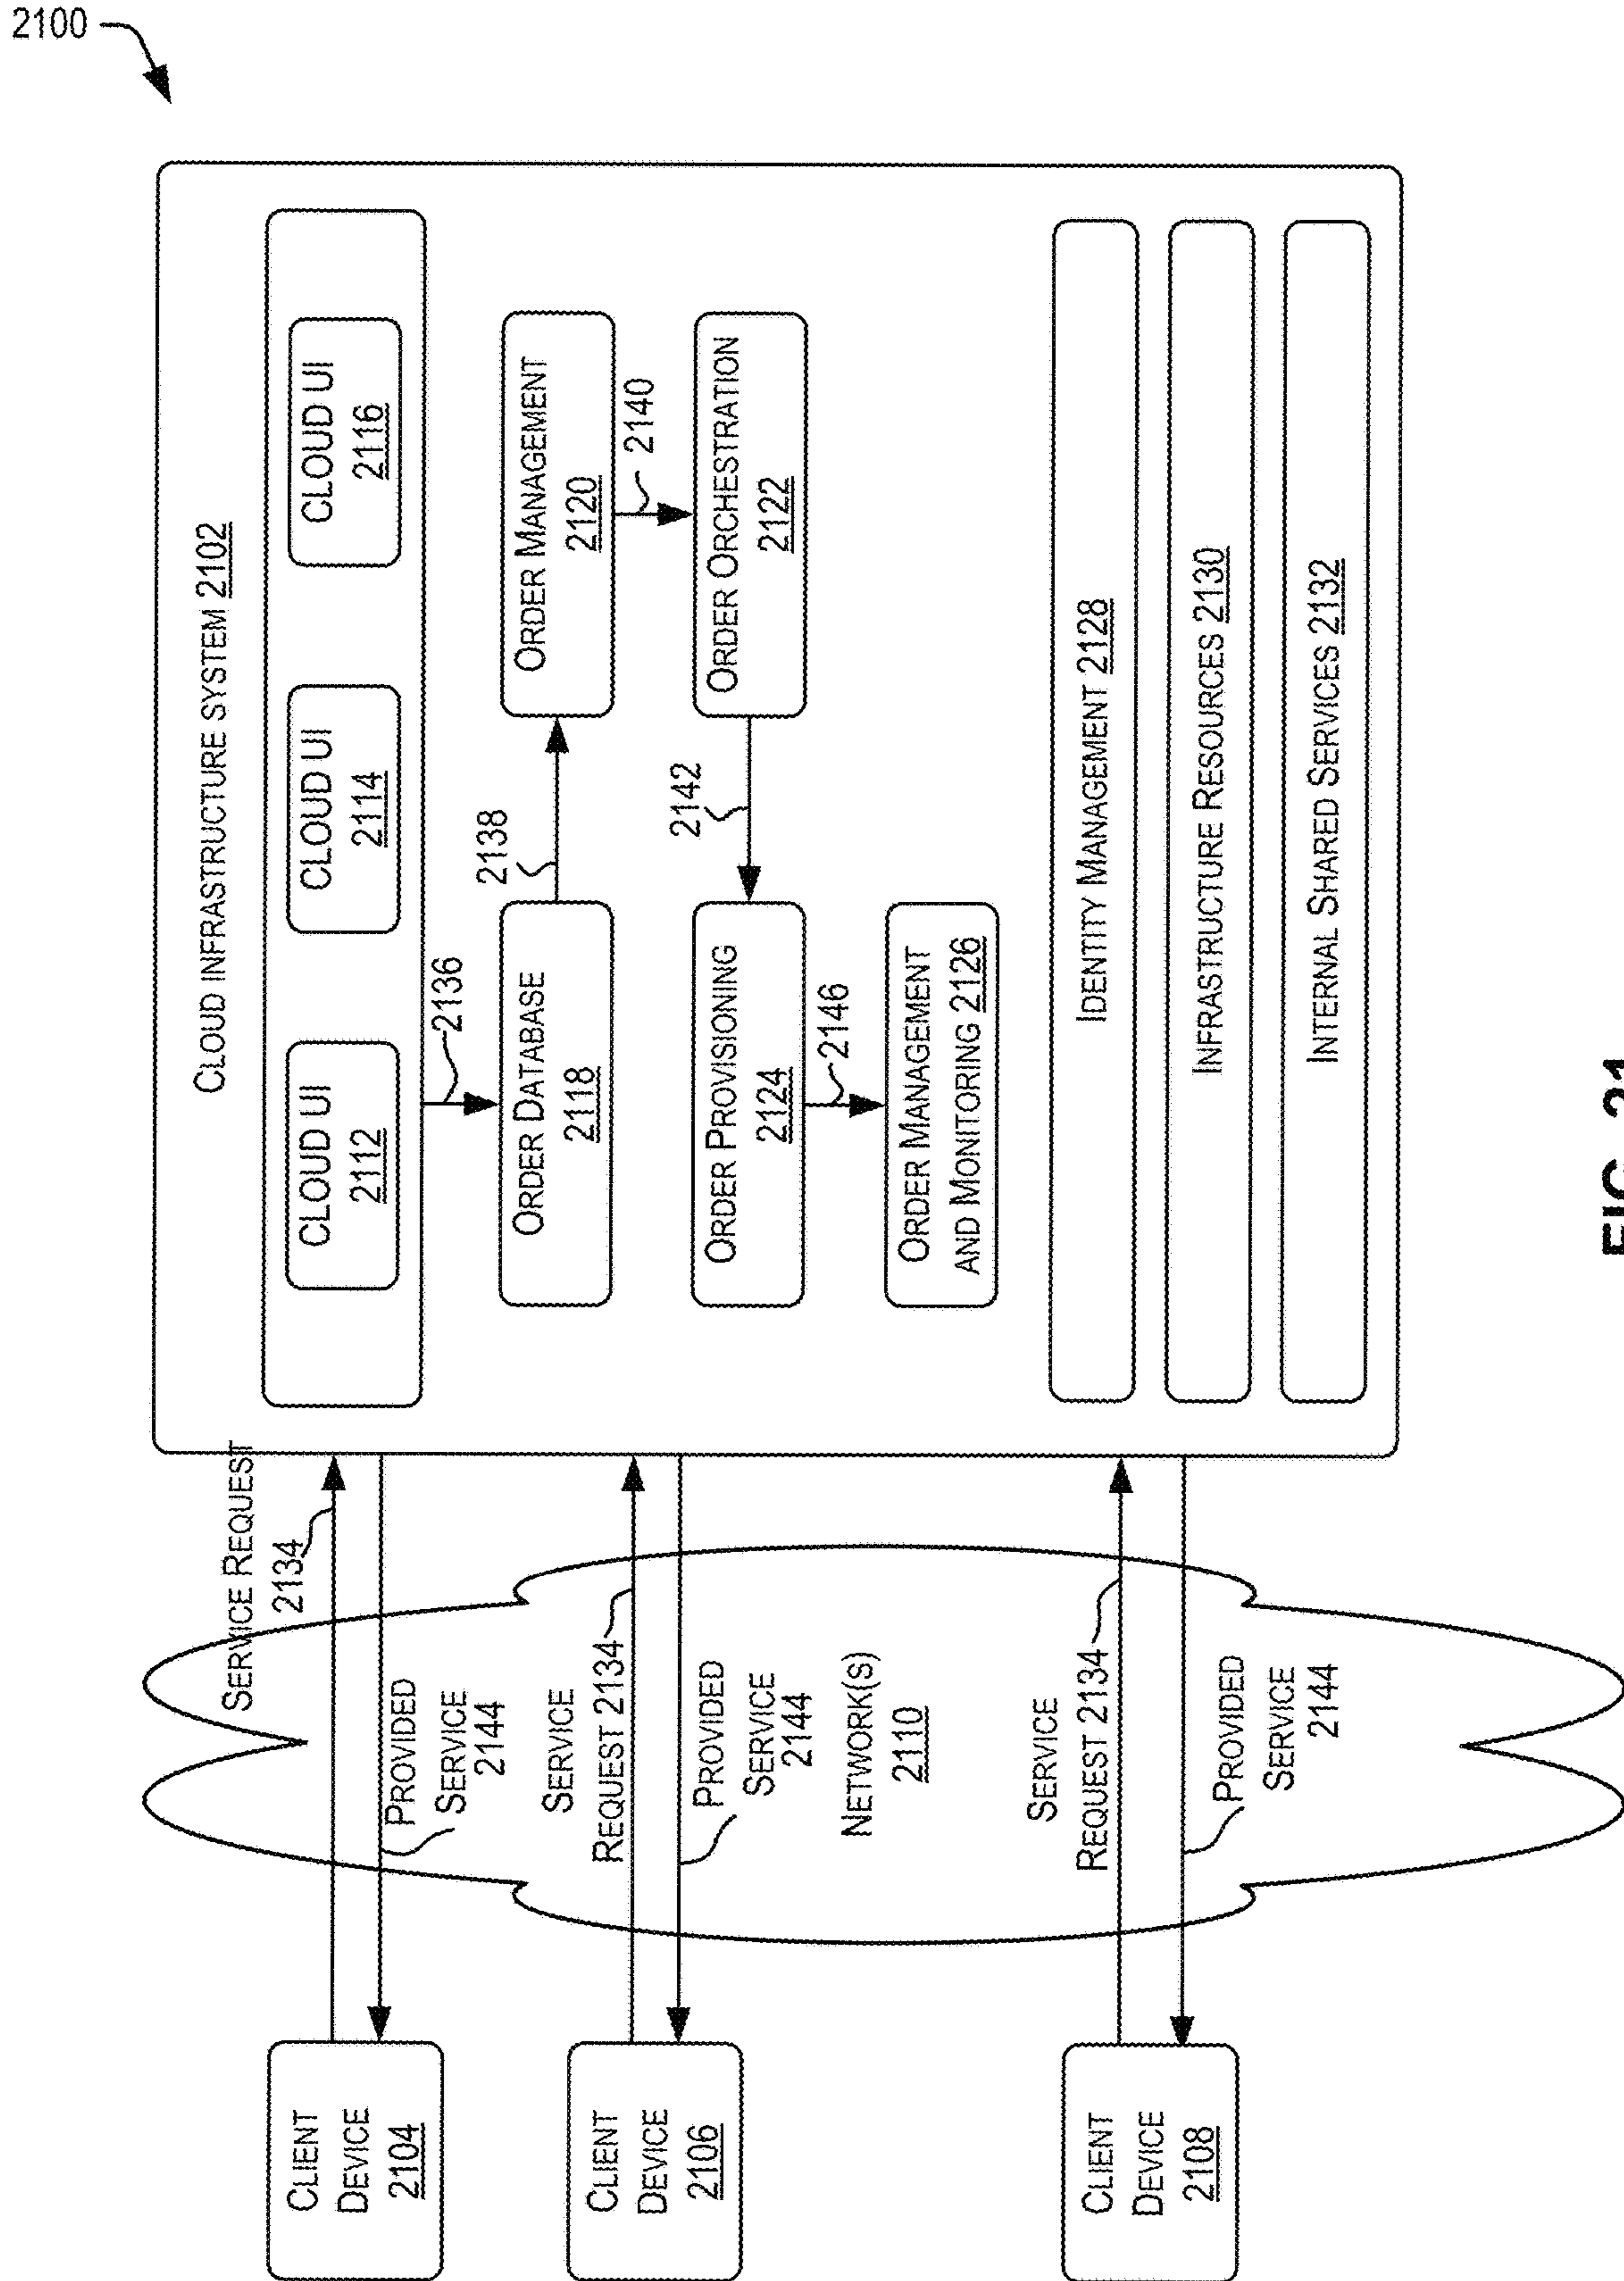 2100
CLOUD INFRASTRUCTURE SYSTEM 2102
CLOUD UI
2112
CLOUD UI
2114
CLOUD UI
2116
2136
ORDER DATABASE
2118
2138
ORDER MANAGEMENT
2120
2140
ORDER PROVISIONING
2124
2142
ORDER ORCHESTRATION
2122
2146
ORDER MANAGEMENT
AND MONITORING 2126
IDENTITY MANAGEMENT 2128
INFRASTRUCTURE RESOURCES 2130
INTERNAL SHARED SERVICES 2132
CLIENT
DEVICE
2104
SERVICE REQUEST
2134
PROVIDED
SERVICE
2144
CLIENT
DEVICE
2106
SERVICE
REQUEST 2134
PROVIDED
SERVICE
2144
NETWORK(S)
2110
CLIENT
DEVICE
2108
SERVICE
REQUEST 2134
PROVIDED
SERVICE
2144
FIG. 21